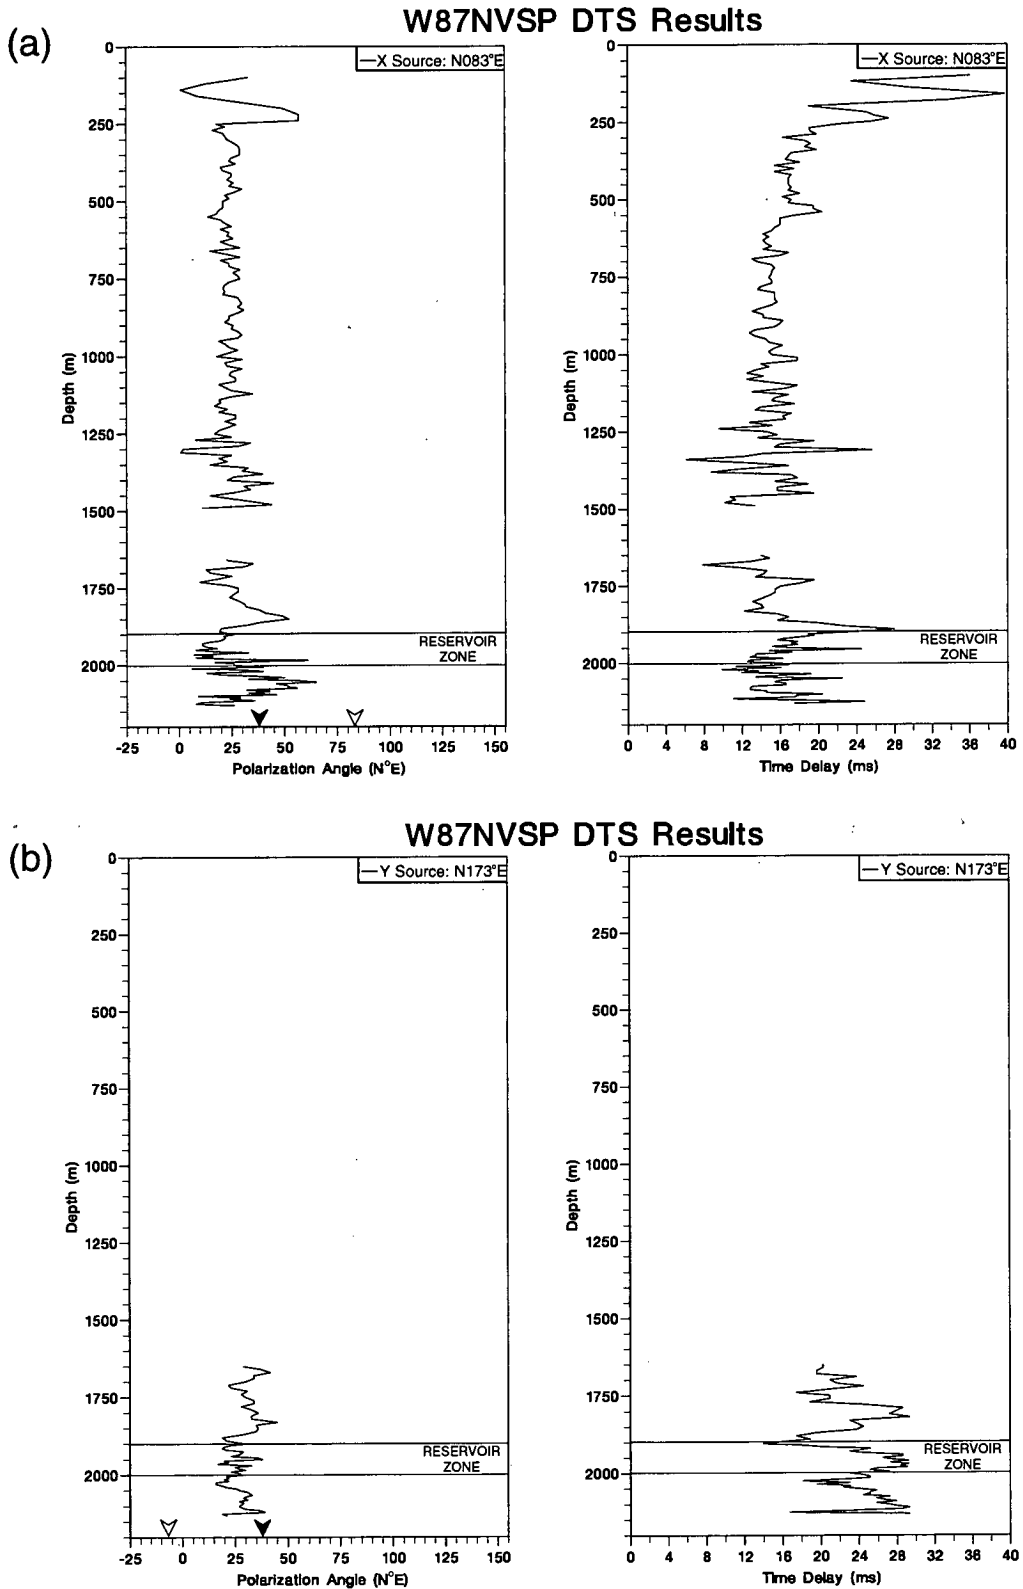 (a)
W87NVSP DTS Results
X Source: N083°E
0
250
500
750
1000
1250
1500
1750
2000
Depth (m)
RESERVOIR
ZONE
-25 0 25 50 75 100 125 150
Polarization Angle (N°E)
X Source: N083°E
0
250
500
750
1000
1250
1500
1750
2000
Depth (m)
RESERVOIR
ZONE
0 4 8 12 16 20 24 28 32 36 40
Time Delay (ms)
(b)
W87NVSP DTS Results
Y Source: N173°E
0
250
500
750
1000
1250
1500
1750
2000
Depth (m)
RESERVOIR
ZONE
-25 0 25 50 75 100 125 150
Polarization Angle (N°E)
Y Source: N173°E
0
250
500
750
1000
1250
1500
1750
2000
Depth (m)
RESERVOIR
ZONE
0 4 8 12 16 20 24 28 32 36 40
Time Delay (ms)